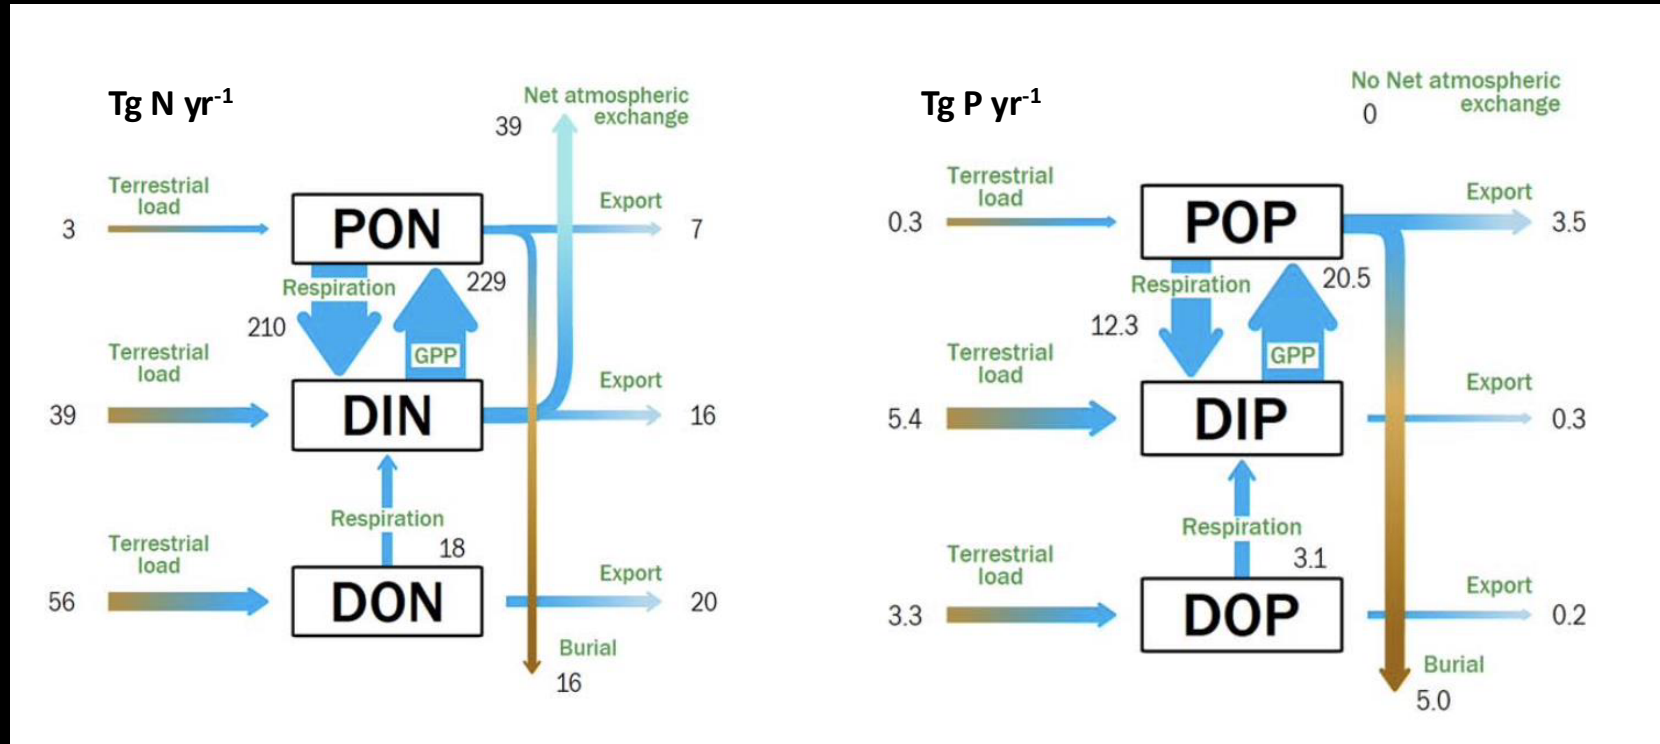 Tg N yr-1
39
Net atmospheric
exchange
Terrestrial
load
3
PON
Export
7
Respiration
210
229
GPP
Terrestrial
load
39
DIN
Export
16
Respiration
18
Terrestrial
load
56
DON
Export
20
Burial
16
Tg P yr-1
No Net atmospheric
exchange
0
Terrestrial
load
0.3
POP
Export
3.5
Respiration
12.3
20.5
GPP
Terrestrial
load
5.4
DIP
Export
0.3
Respiration
3.1
Terrestrial
load
3.3
DOP
Export
0.2
Burial
5.0